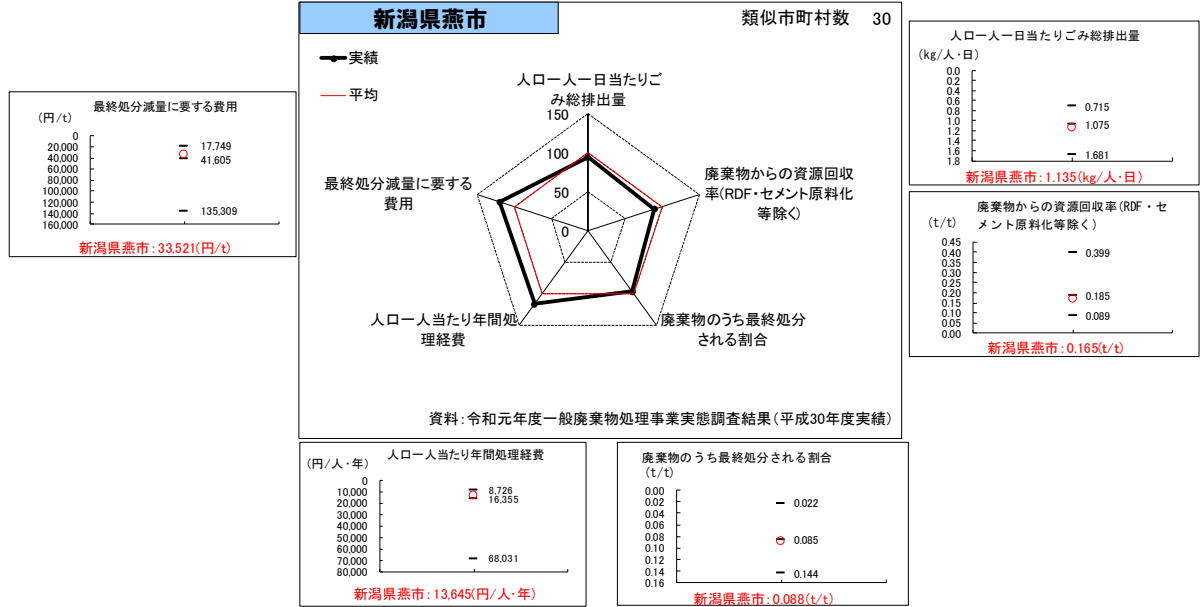 新潟県燕市
類似市町村数 30
実績
平均
人口一人一日当たりご
み総排出量
廃棄物からの資源回収
率(RDF・セメント原料化
等除く)
廃棄物のうち最終処分
される割合
人口一人当たり年間処
理経費
最終処分減量に要する
費用
150
100
50
0
資料:令和元年度一般廃棄物処理事業実態調査結果(平成30年度実績)
最終処分減量に要する費用
(円/t)
0
20,000
40,000
60,000
80,000
100,000
120,000
140,000
160,000
17,749
41,605
135,309
新潟県燕市:33,521(円/t)
人口一人一日当たりごみ総排出量
(kg/人・日)
0.0
0.2
0.4
0.6
0.8
1.0
1.2
1.4
1.6
1.8
0.715
1.075
1.681
新潟県燕市:1.135(kg/人・日)
廃棄物からの資源回収率(RDF・セ
メント原料化等除く)
(t/t)
0.45
0.40
0.35
0.30
0.25
0.20
0.15
0.10
0.05
0.00
0.399
0.185
0.089
新潟県燕市:0.165(t/t)
人口一人当たり年間処理経費
(円/人・年)
0
10,000
20,000
30,000
40,000
50,000
60,000
70,000
80,000
8,726
16,355
68,031
新潟県燕市:13,645(円/人・年)
廃棄物のうち最終処分される割合
(t/t)
0.00
0.02
0.04
0.06
0.08
0.10
0.12
0.14
0.16
0.022
0.085
0.144
新潟県燕市:0.088(t/t)